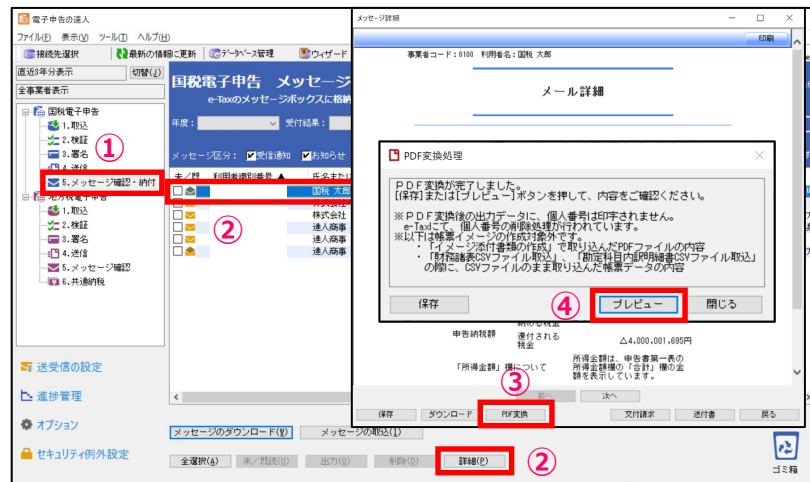 電子申告の達人
ファイル(F) 表示(V) ツール(T) ヘルプ(H)
接続先選択 最新の情報に更新 データベース管理 ウィザード
直近3年分表示 切替(J)
全事業者表示
国税電子申告
1.取込
2.検証
3.署名
4.送信
5.メッセージ確認・納付
地方税電子申告
1.取込
2.検証
3.署名
4.送信
5.メッセージ確認
6.共通納税
①
送受信の設定
進捗管理
オプション
セキュリティ例外設定
国税電子申告 メッセージ
e-Taxのメッセージボックスに格納
年度: 受付結果:
メッセージ区分: 受信通知 お知らせ
未/既 利用者識別番号 ▲ 氏名または
国税 太郎
株式会社
株式会社
達人商事
達人商事
達人商事
②
メッセージのダウンロード(W) メッセージの取込(I)
全選択(A) 未/既読(U) 出力(O) 削除(D) 詳細(P)
②
ゴミ箱
メッセージ詳細
印刷
事業者コード:0100 利用者名:国税 太郎
メール詳細
PDF変換処理
PDF変換が完了しました。
[保存]または[プレビュー]ボタンを押して、内容をご確認ください。
※PDF変換後の出力データに、個人番号は印字されません。
e-Taxにて、個人番号の削除処理が行われています。
※以下は帳票イメージの作成対象外です。
・「イメージ添付書類の作成」で取り込んだPDFファイルの内容
・「財務諸表CSVファイル取込」、「勘定科目内訳明細書CSVファイル取込」
の際に、CSVファイルのまま取り込んだ帳票データの内容
保存 ④ プレビュー 閉じる
申告納税額 還付される
税金 △4,000,001,695円
「所得金額」欄について 所得金額は、申告書第一表の
所得金額欄の「合計」欄の金
額を表示しています。
③
前へ 次へ
保存 ダウンロード PDF変換 交付請求 送付書 戻る